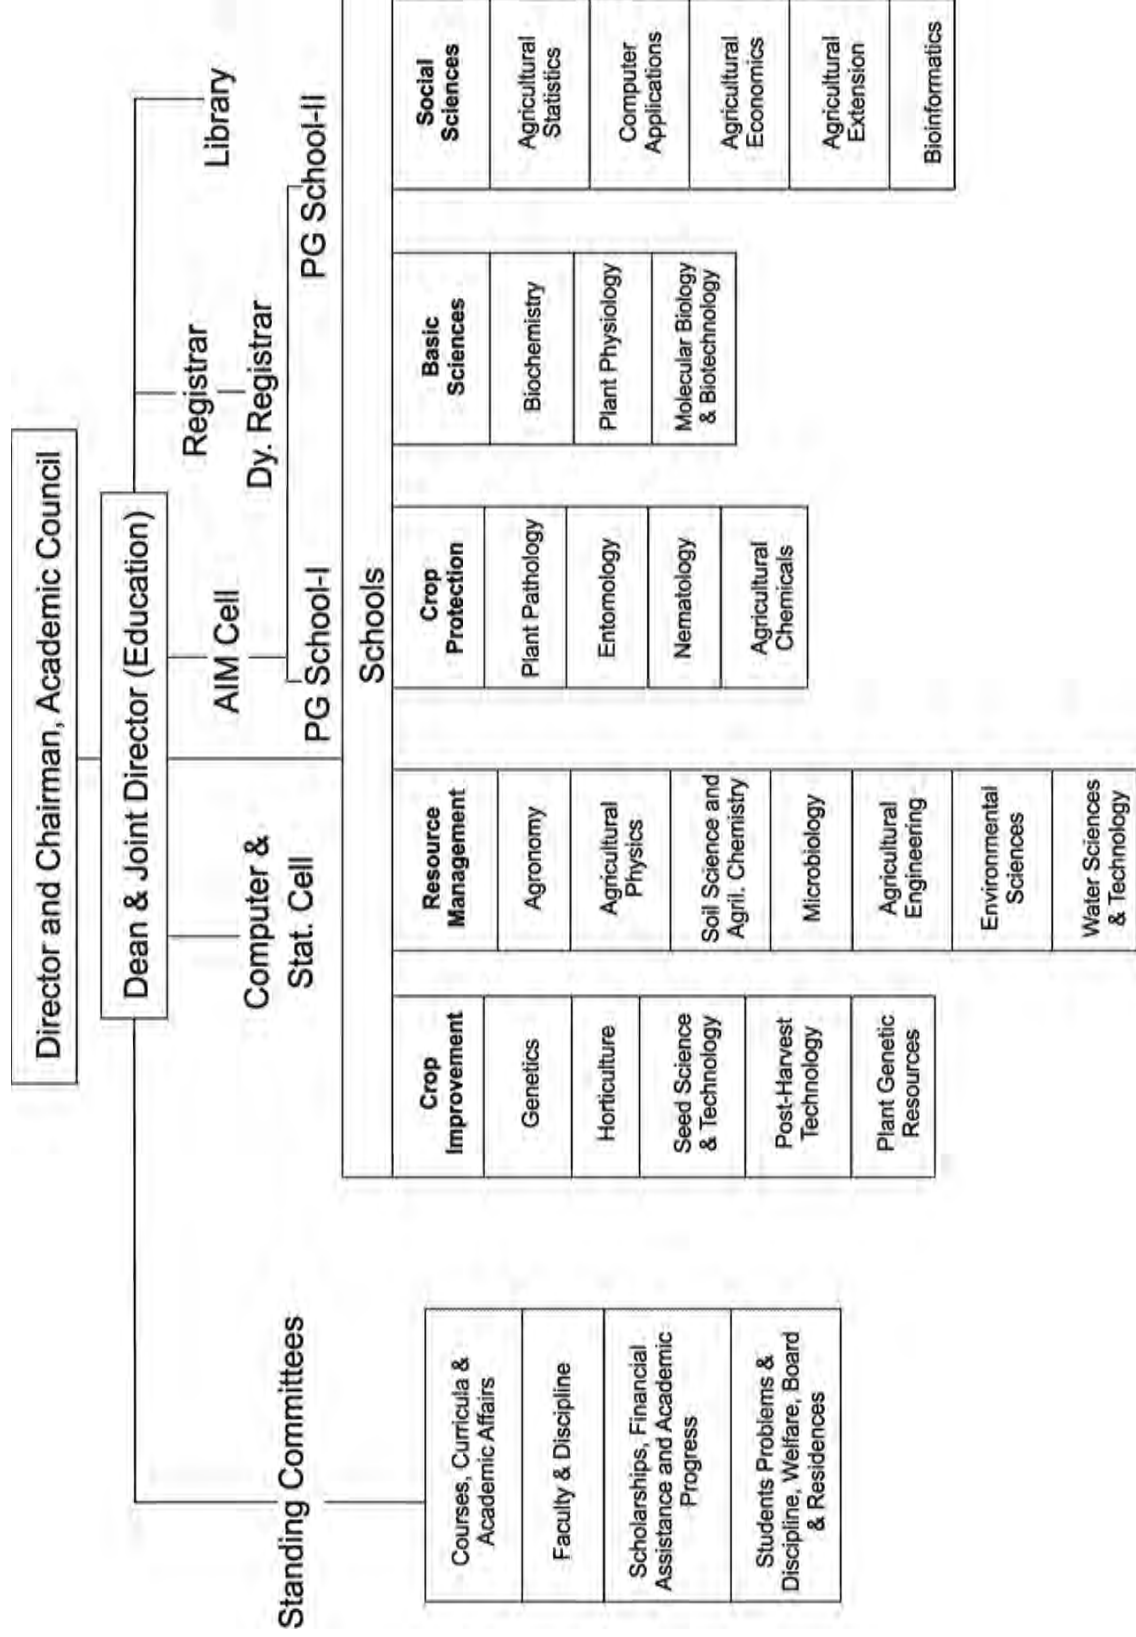 Director and Chairman, Academic Council
Dean & Joint Director (Education)
Standing Committees
Courses, Curricula &
Academic Affairs
Faculty & Discipline
Scholarships, Financial
Assistance and Academic
Progress
Students Problems &
Discipline, Welfare, Board
& Residences
Computer &
Stat. Cell
AIM Cell
Registrar
Dy. Registrar
Library
PG School-I
PG School-II
Schools
Crop
Improvement
Genetics
Horticulture
Seed Science
& Technology
Post-Harvest
Technology
Plant Genetic
Resources
Resource
Management
Agronomy
Agricultural
Physics
Soil Science and
Agril. Chemistry
Microbiology
Agricultural
Engineering
Environmental
Sciences
Water Sciences
& Technology
Crop
Protection
Plant Pathology
Entomology
Nematology
Agricultural
Chemicals
Basic
Sciences
Biochemistry
Plant Physiology
Molecular Biology
& Biotechnology
Social
Sciences
Agricultural
Statistics
Computer
Applications
Agricultural
Economics
Agricultural
Extension
Bioinformatics